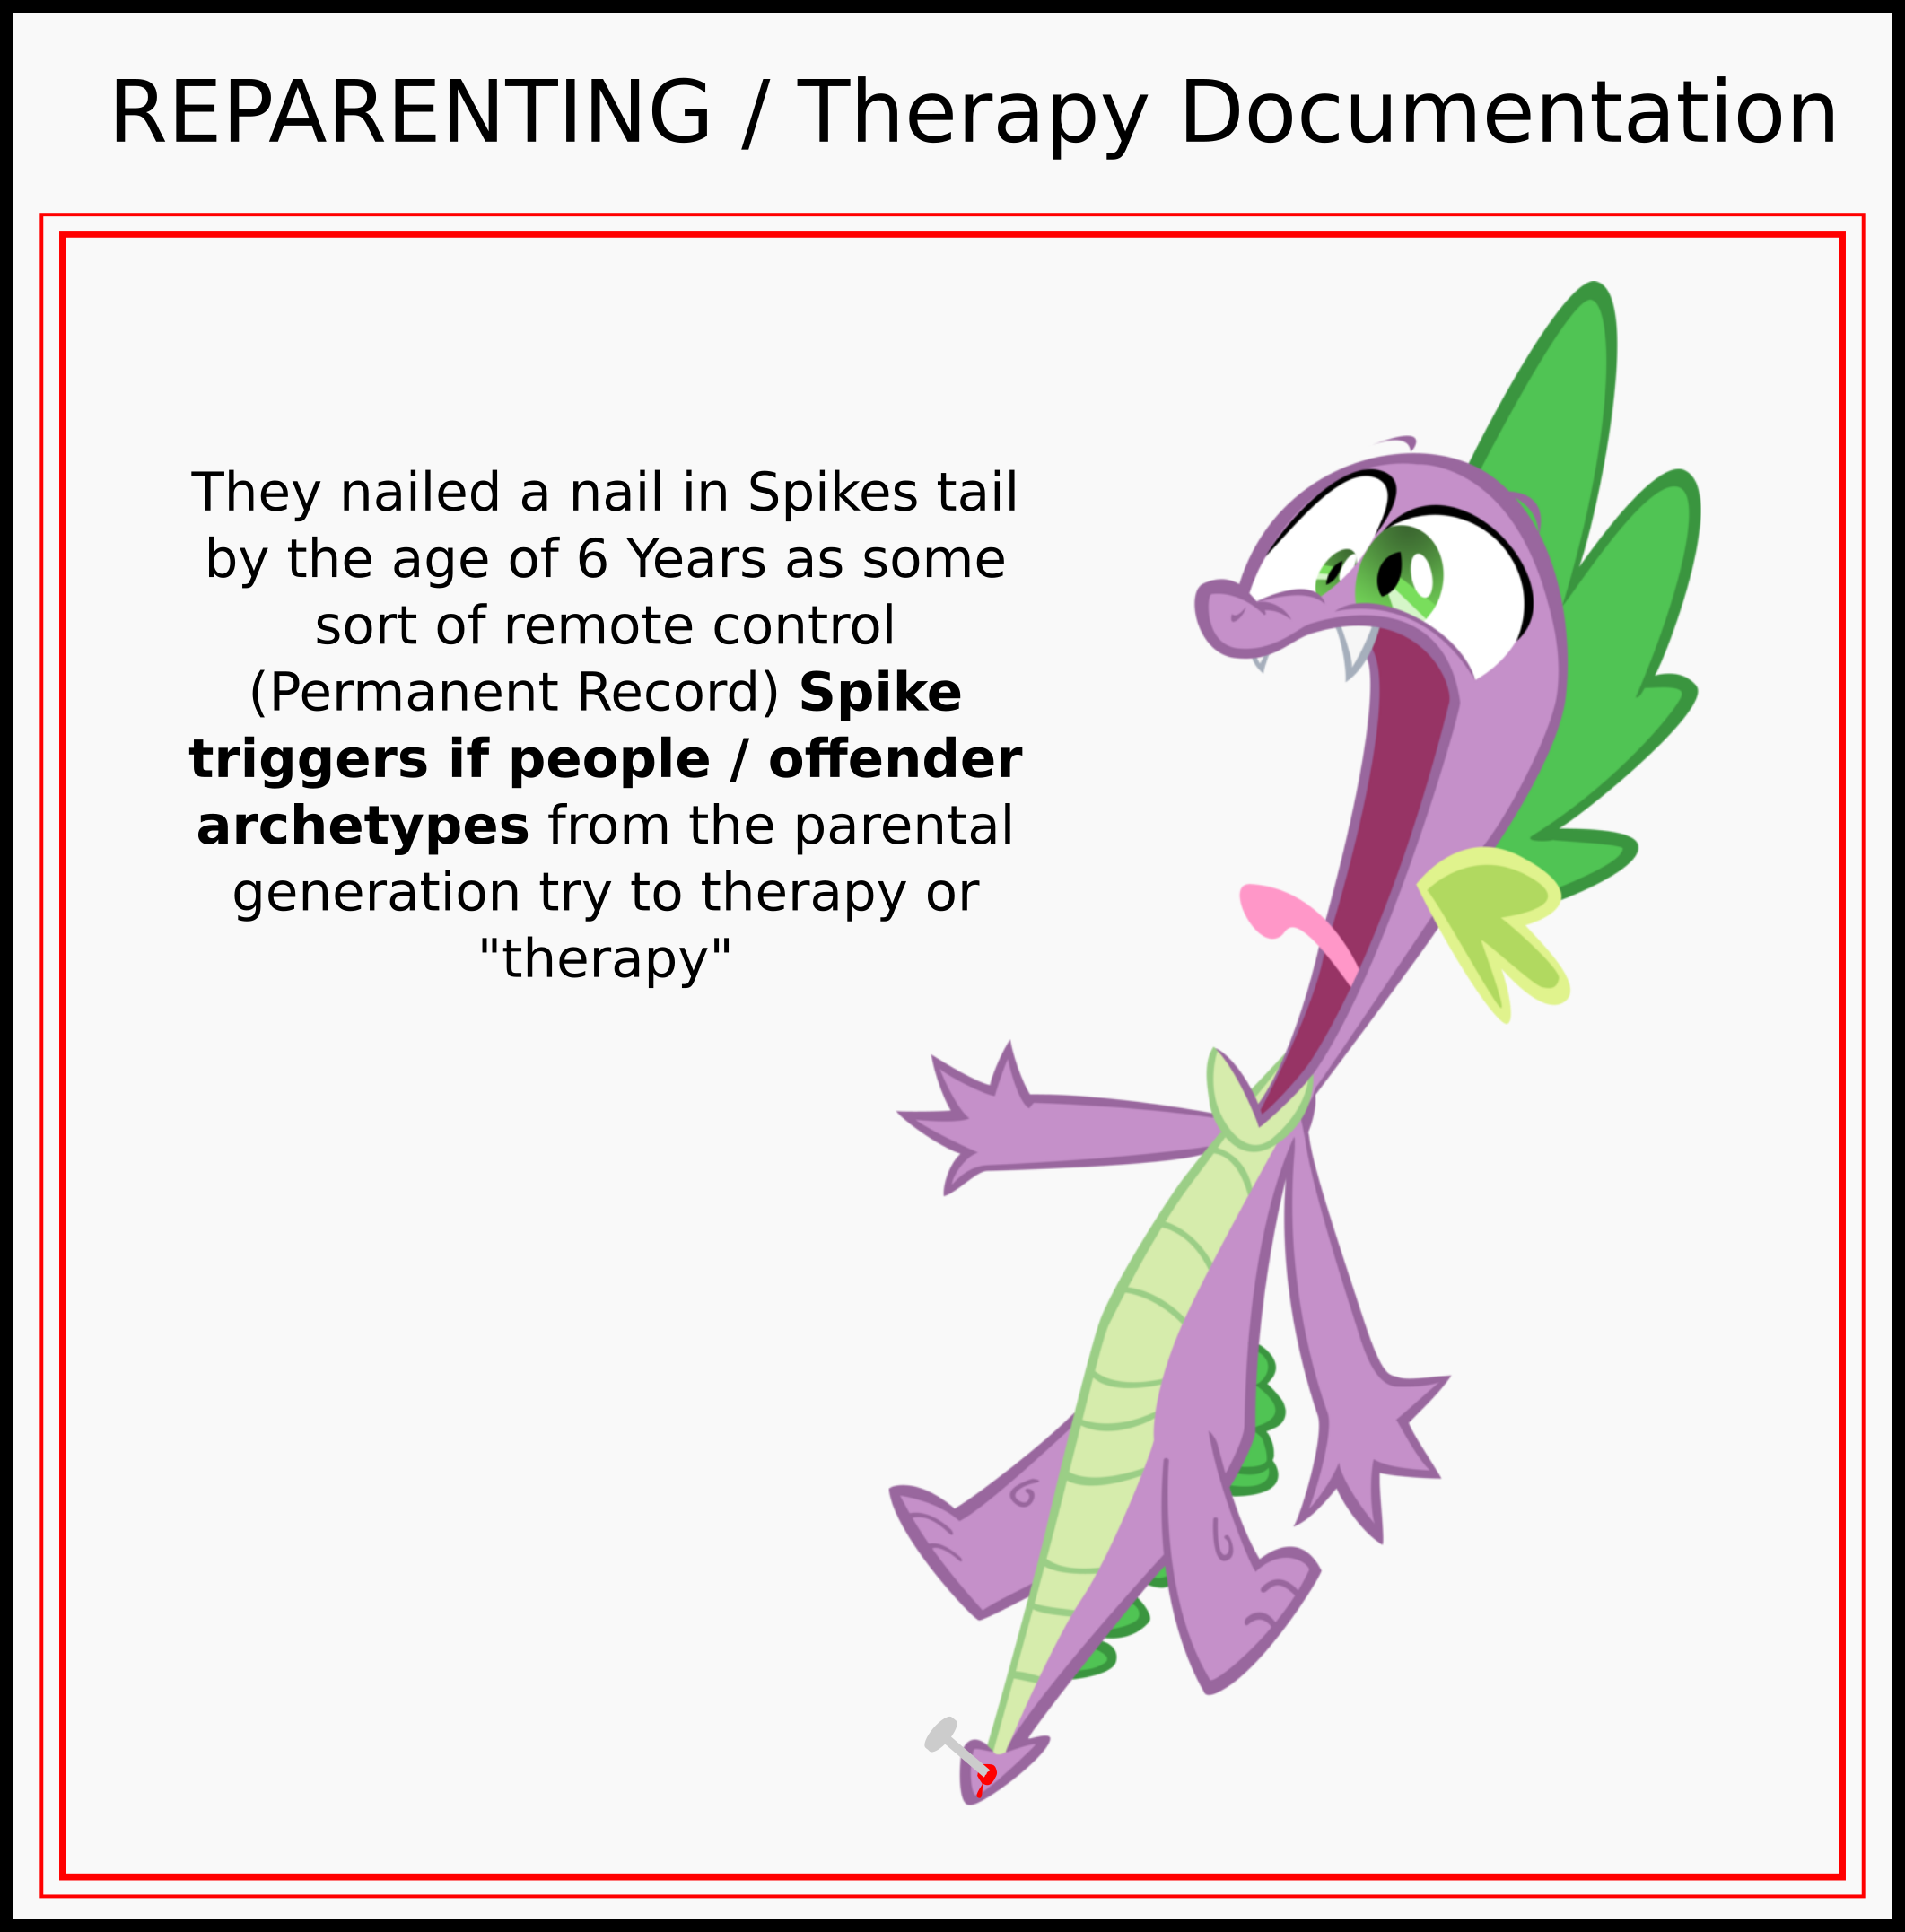 REPARENTING / Therapy Documentation
They nailed a nail in Spikes tail
by the age of 6 Years as some
sort of remote control
(Permanent Record) Spike
triggers if people / offender
archetypes from the parental
generation try to therapy or
"therapy"